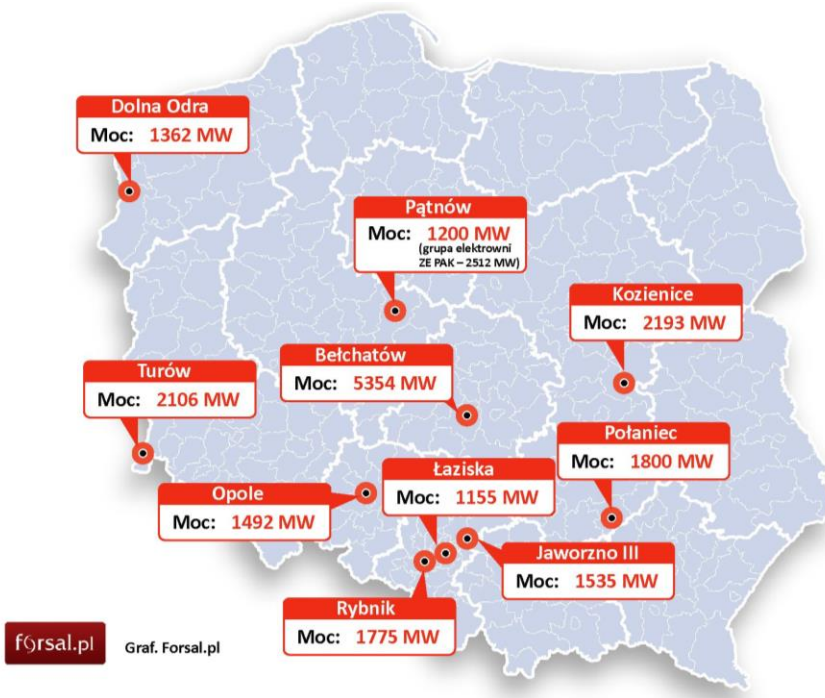 Dolna Odra
Moc: 1362 MW
Pątnów
Moc: 1200 MW
(grupa elektrowni
ZE PAK – 2512 MW)
Kozienice
Moc: 2193 MW
Bełchatów
Moc: 5354 MW
Turów
Moc: 2106 MW
Połaniec
Moc: 1800 MW
Łaziska
Moc: 1155 MW
Opole
Moc: 1492 MW
Jaworzno III
Moc: 1535 MW
Rybnik
Moc: 1775 MW
forsal.pl
Graf. Forsal.pl